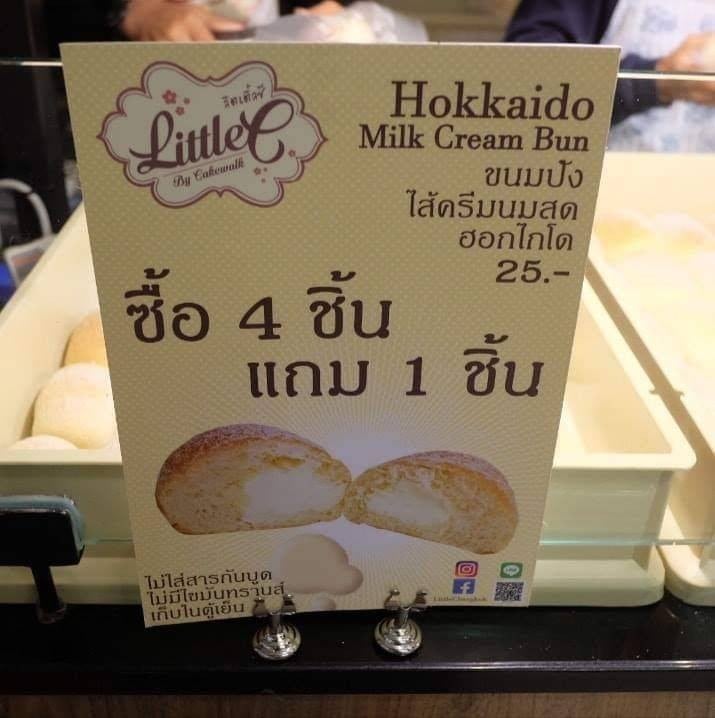 ลิตเติ้ลซี
LittleC
By Cakewalk
Hokkaido
Milk Cream Bun
ขนมปัง
ไส้ครีมนมสด
ฮอกไกโด
25.-
ซื้อ 4 ชิ้น
แถม 1 ชิ้น
ไม่ใส่สารกันบูด
ไม่มีไขมันทรานส์
เก็บในตู้เย็น
LINE
LittleCbangkok